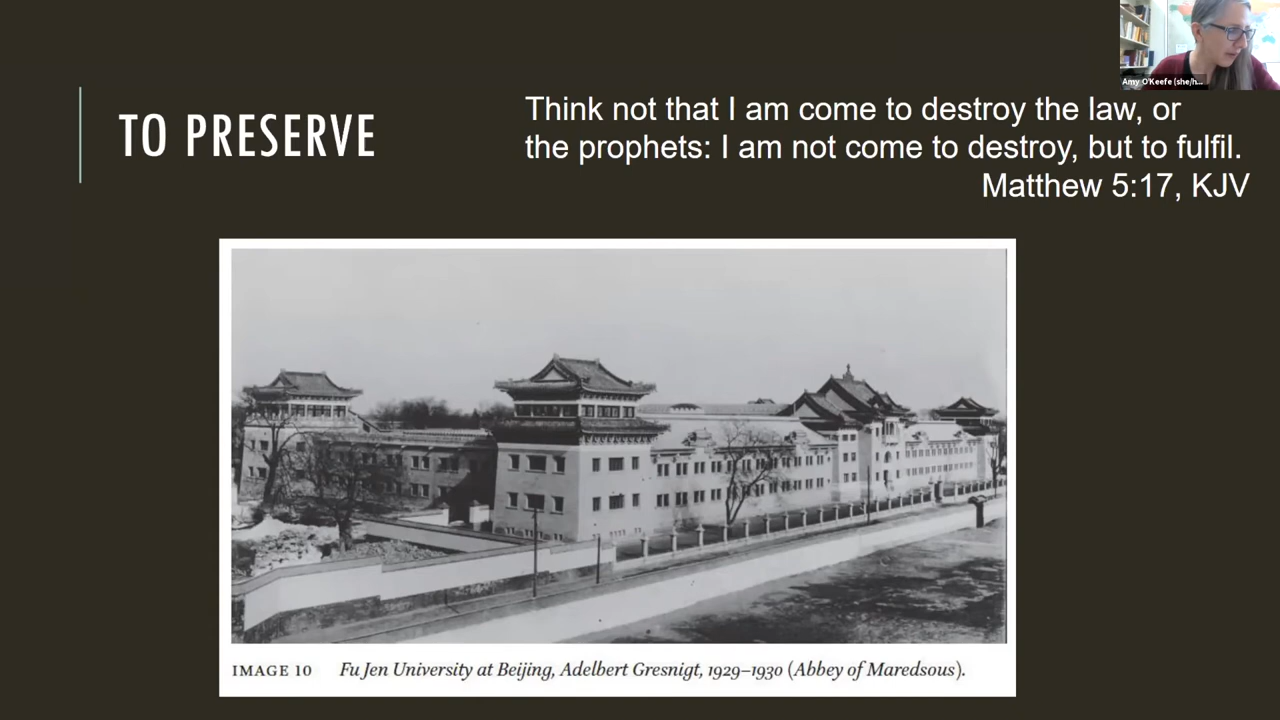 Amy O'Keefe (she/h...
TO PRESERVE
Think not that I am come to destroy the law, or
the prophets: I am not come to destroy, but to fulfil.
Matthew 5:17, KJV
IMAGE 10 Fu Jen University at Beijing, Adelbert Gresnigt, 1929–1930 (Abbey of Maredsous).